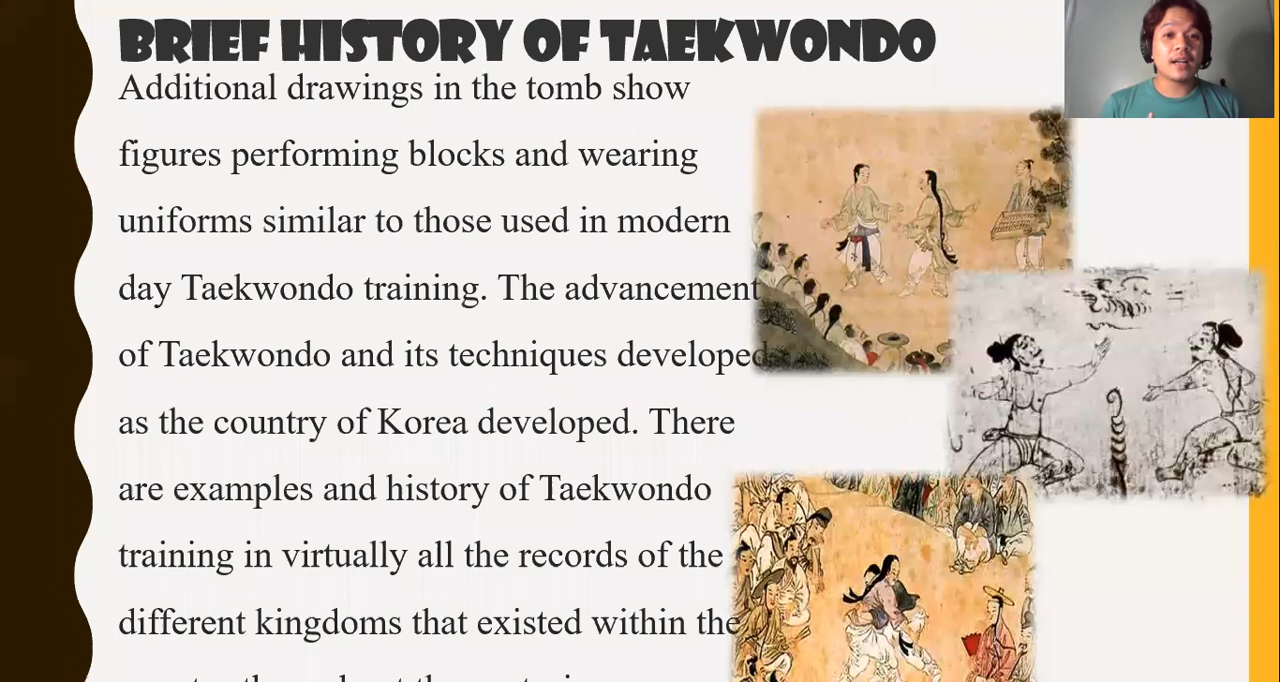 BRIEF HISTORY OF TAEKWONDO
Additional drawings in the tomb show
figures performing blocks and wearing
uniforms similar to those used in modern
day Taekwondo training. The advancement
of Taekwondo and its techniques developed
as the country of Korea developed. There
are examples and history of Taekwondo
training in virtually all the records of the
different kingdoms that existed within the